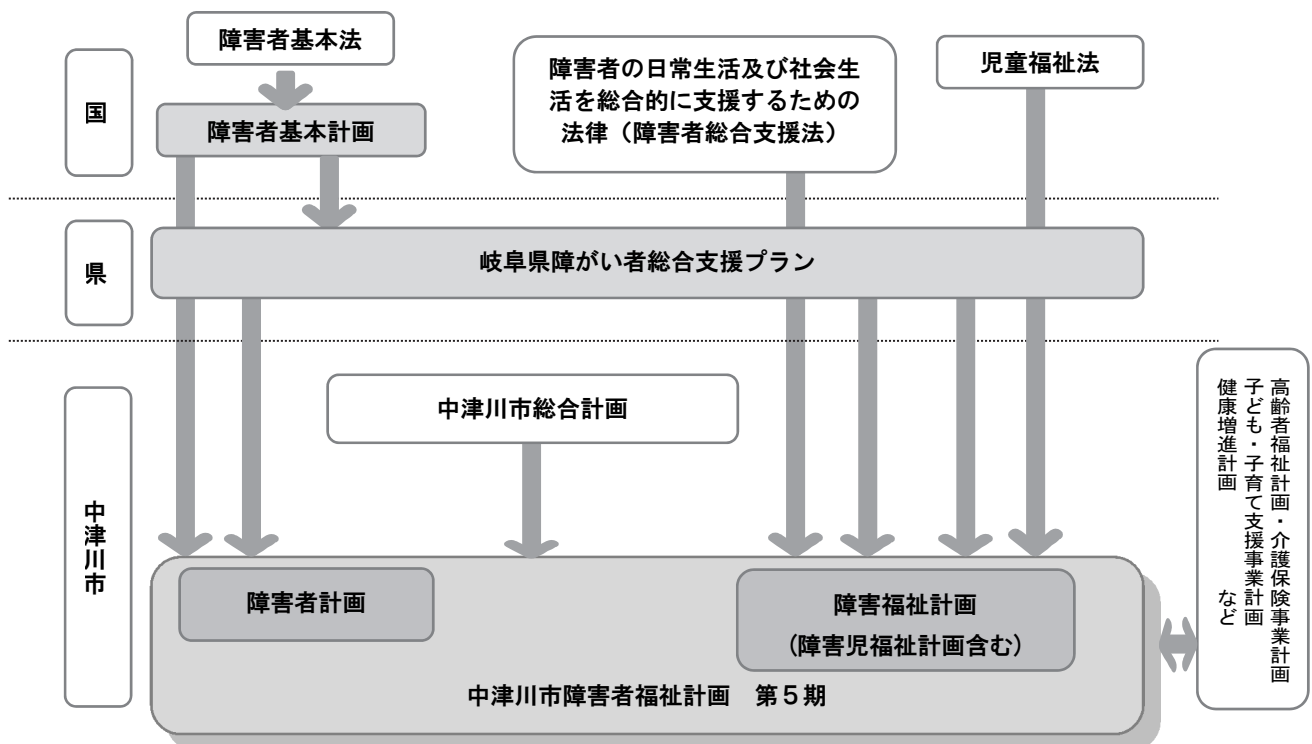 国
障害者基本法
障害者基本計画
障害者の日常生活及び社会生
活を総合的に支援するための
法律（障害者総合支援法）
児童福祉法
県
岐阜県障がい者総合支援プラン
中津川市
中津川市総合計画
障害者計画
障害福祉計画
（障害児福祉計画含む）
中津川市障害者福祉計画　第５期
高齢者福祉計画・介護保険事業計画
子ども・子育て支援事業計画
健康増進計画　　　　　など